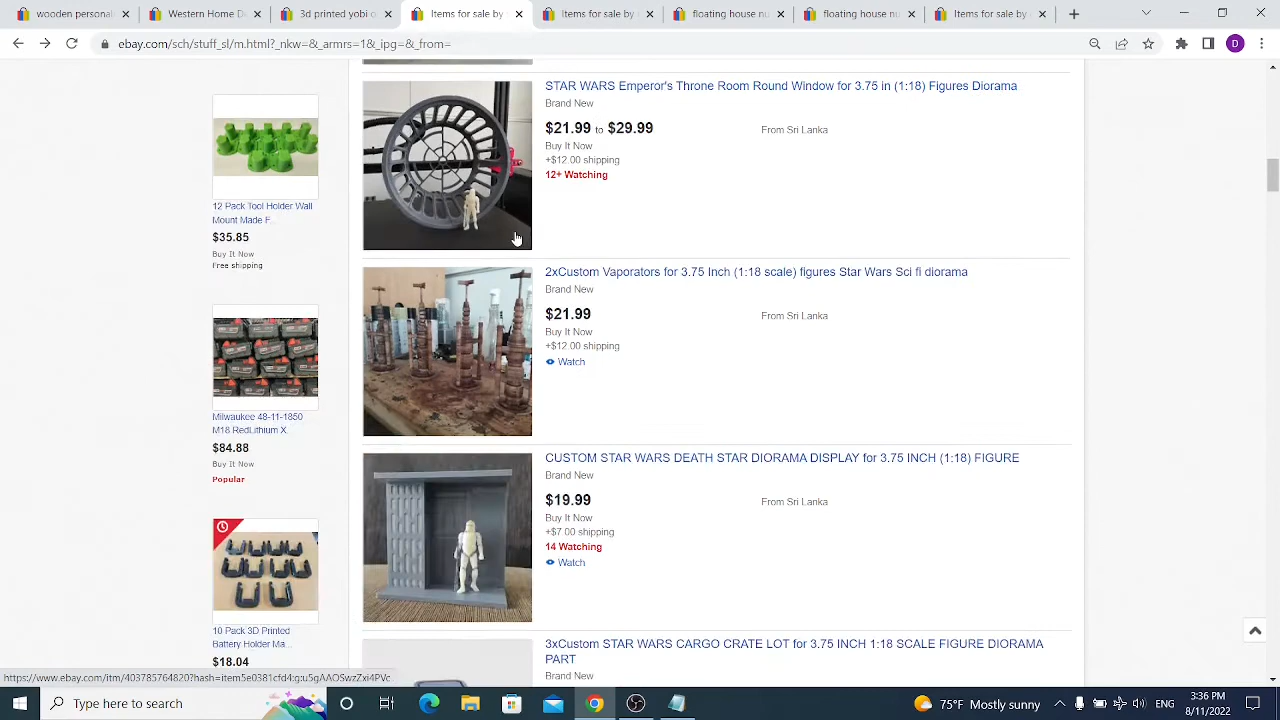 Items for sale by
Western Home De
3d printed yobi c
Items for sale by
Items for sale by
floating house nu
floating house nu
Items for sale by
ebay.com/sch/stuff_sl/m.html?_nkw=&_armrs=1&_ipg=&_from=
D
STAR WARS Emperor's Throne Room Round Window for 3.75 in (1:18) Figures Diorama
Brand New
$21.99 to $29.99
From Sri Lanka
Buy It Now
+$12.00 shipping
12+ Watching
12 Pack Tool Holder Wall
Mount Made F...
$35.85
Buy It Now
Free shipping
2xCustom Vaporators for 3.75 Inch (1:18 scale) figures Star Wars Sci fi diorama
Brand New
$21.99
From Sri Lanka
Buy It Now
+$12.00 shipping
Watch
Milwaukee 48-11-1850
M18 RedLithium X...
$84.88
Buy It Now
Popular
CUSTOM STAR WARS DEATH STAR DIORAMA DISPLAY for 3.75 INCH (1:18) FIGURE
Brand New
$19.99
From Sri Lanka
Buy It Now
+$7.00 shipping
14 Watching
Watch
10 Pack 3D Printed
Battery Holder Ma...
$18.04
3xCustom STAR WARS CARGO CRATE LOT for 3.75 INCH 1:18 SCALE FIGURE DIORAMA
PART
Brand New
Type here to search
75°F Mostly sunny
3:36 PM
8/11/2022